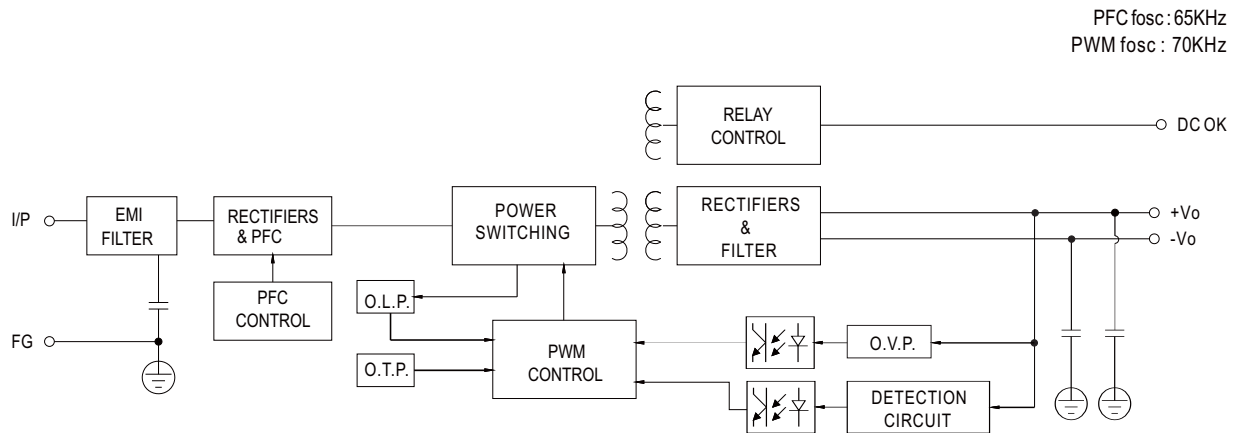 PFC fosc : 65KHz
PWM fosc : 70KHz
RELAY
CONTROL
DC OK
I/P
EMI
FILTER
RECTIFIERS
& PFC
POWER
SWITCHING
RECTIFIERS
&
FILTER
+Vo
-Vo
PFC
CONTROL
O.L.P.
FG
O.T.P.
PWM
CONTROL
O.V.P.
DETECTION
CIRCUIT